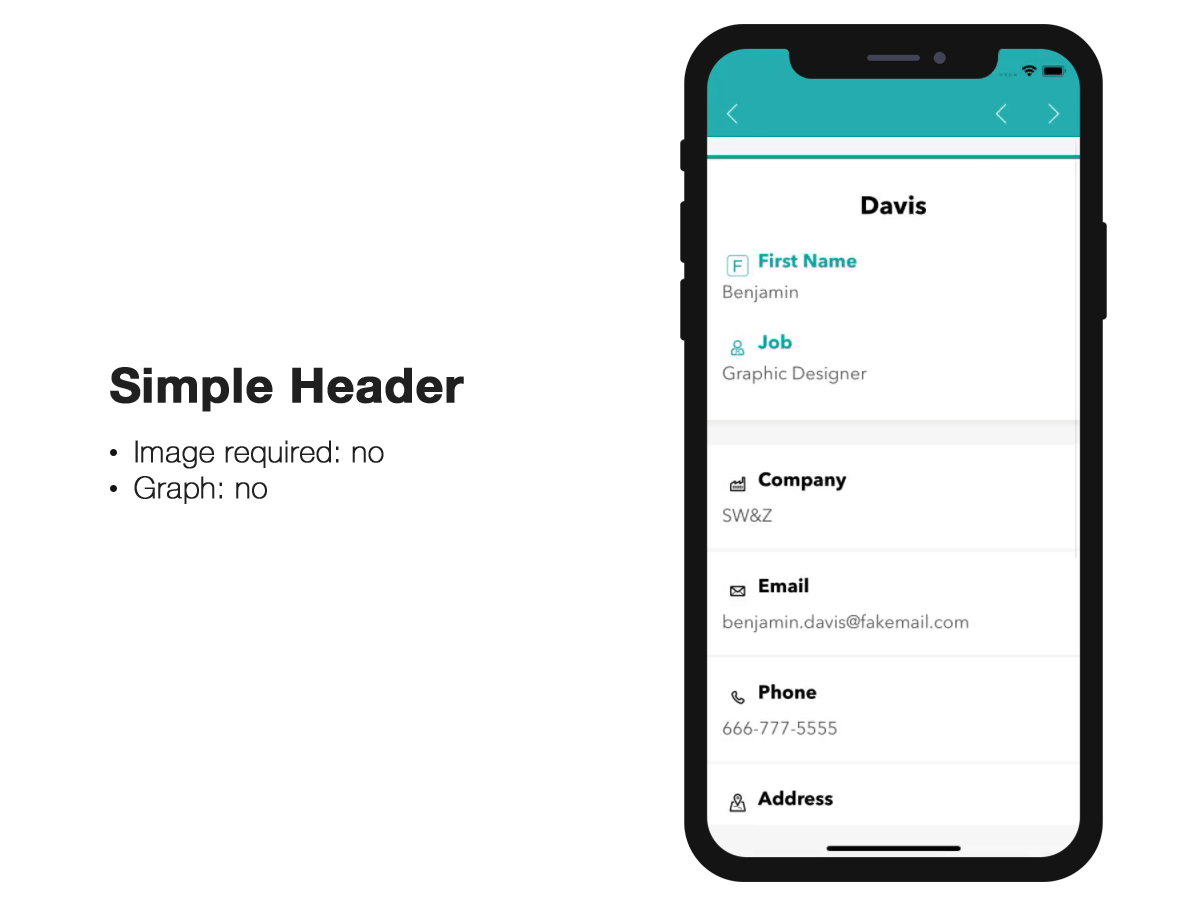 Simple Header
• Image required: no
• Graph: no
Davis
F First Name
Benjamin
Job
Graphic Designer
Company
SW&Z
Email
benjamin.davis@fakemail.com
Phone
666-777-5555
Address